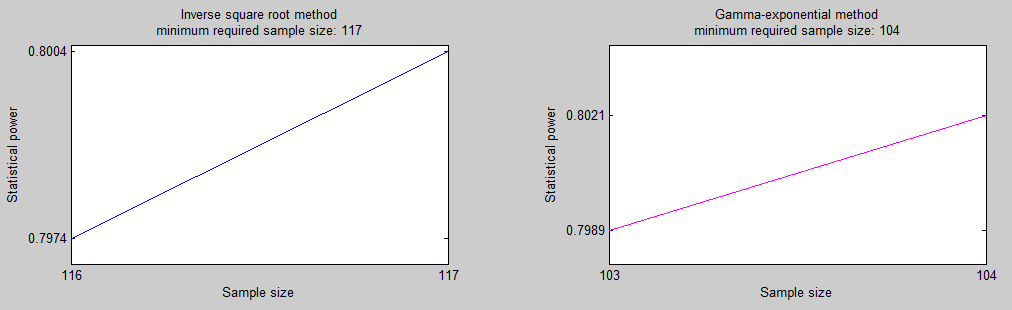 Inverse square root method
minimum required sample size: 117
0.8004
Statistical power
0.7974
116
117
Sample size
Gamma-exponential method
minimum required sample size: 104
0.8021
Statistical power
0.7989
103
104
Sample size